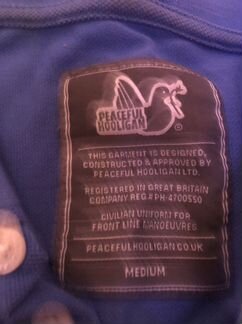 PEACEFUL
HOOLIGAN
®
THIS GARMENT IS DESIGNED,
CONSTRUCTED & APPROVED BY
PEACEFUL HOOLIGAN LTD.
REGISTERED IN GREAT BRITAIN
COMPANY REG # PH-4700550
CIVILIAN UNIFORM FOR
FRONT LINE MANOEUVRES
PEACEFULHOOLIGAN.CO.UK
MEDIUM